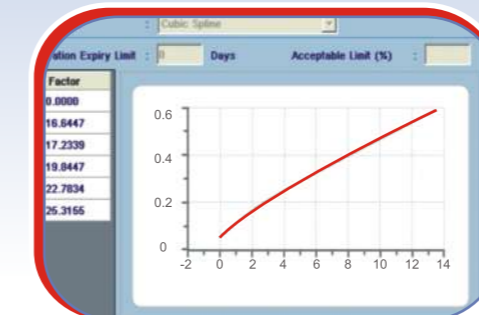 : Cubic Spline
ation Expiry Limit : 0 Days Acceptable Limit (%) :
Factor
0.0000
16.6447
17.2339
19.8447
22.7834
25.3155
0.6
0.4
0.2
0
-2 0 2 4 6 8 10 12 14